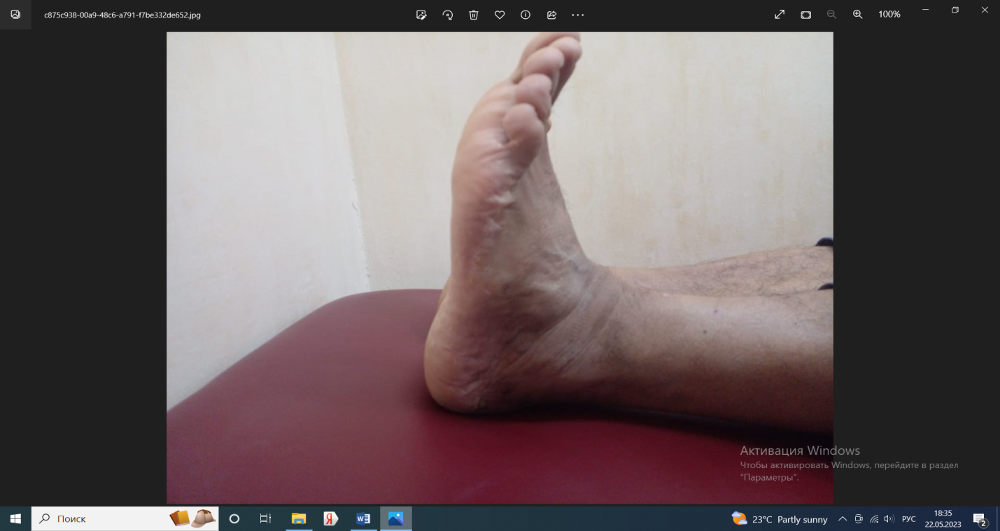 c875c938-00a9-48c6-a791-f7be332de652.jpg
100%
Активация Windows
Чтобы активировать Windows, перейдите в раздел
"Параметры".
Поиск
23°C Partly sunny
РУС
18:35
22.05.2023
2